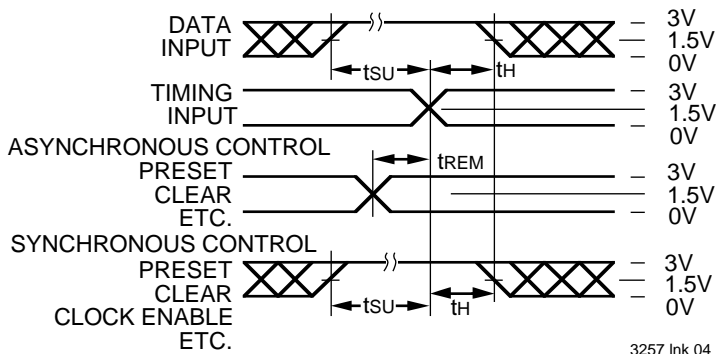 DATA
INPUT
3V
1.5V
0V
tSU
tH
TIMING
INPUT
3V
1.5V
0V
ASYNCHRONOUS CONTROL
tREM
PRESET
CLEAR
ETC.
3V
1.5V
0V
SYNCHRONOUS CONTROL
PRESET
CLEAR
CLOCK ENABLE
ETC.
3V
1.5V
0V
tSU
tH
3257 lnk 04